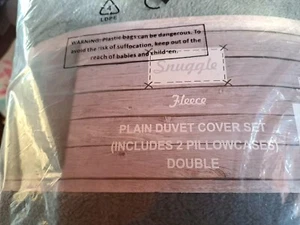 LDPE
WARNING: Plastic bags can be dangerous. To
avoid the risk of suffocation, keep out of the
reach of babies and children.
Snuggle
Fleece
PLAIN DUVET COVER SET
(INCLUDES 2 PILLOWCASES)
DOUBLE